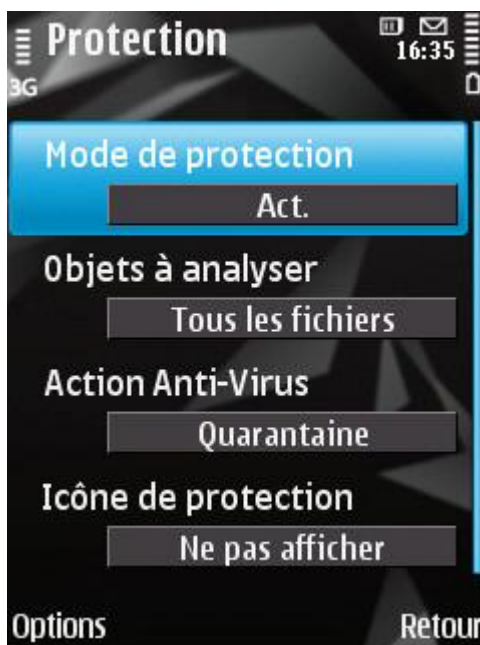 Protection
16:35
3G
Mode de protection
Act.
Objets à analyser
Tous les fichiers
Action Anti-Virus
Quarantaine
Icône de protection
Ne pas afficher
Options
Retour